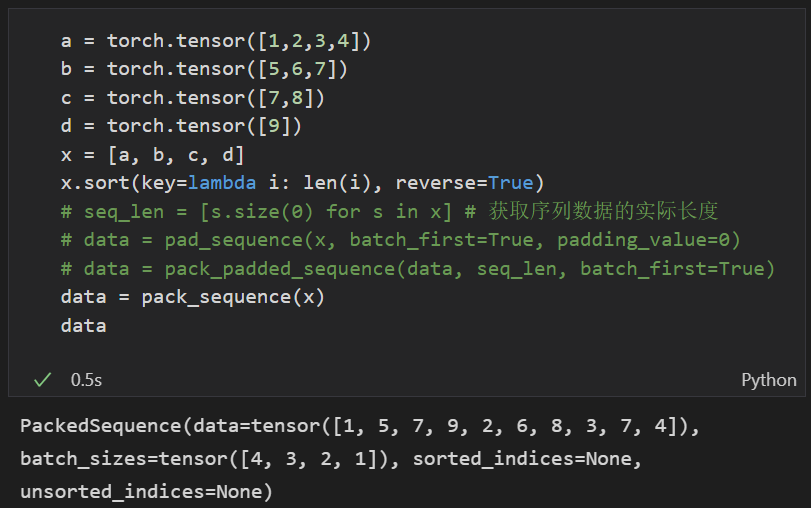 a = torch.tensor([1,2,3,4])
b = torch.tensor([5,6,7])
c = torch.tensor([7,8])
d = torch.tensor([9])
x = [a, b, c, d]
x.sort(key=lambda i: len(i), reverse=True)
# seq_len = [s.size(0) for s in x] # 获取序列数据的实际长度
# data = pad_sequence(x, batch_first=True, padding_value=0)
# data = pack_padded_sequence(data, seq_len, batch_first=True)
data = pack_sequence(x)
data
0.5s Python
PackedSequence(data=tensor([1, 5, 7, 9, 2, 6, 8, 3, 7, 4]),
batch_sizes=tensor([4, 3, 2, 1]), sorted_indices=None,
unsorted_indices=None)